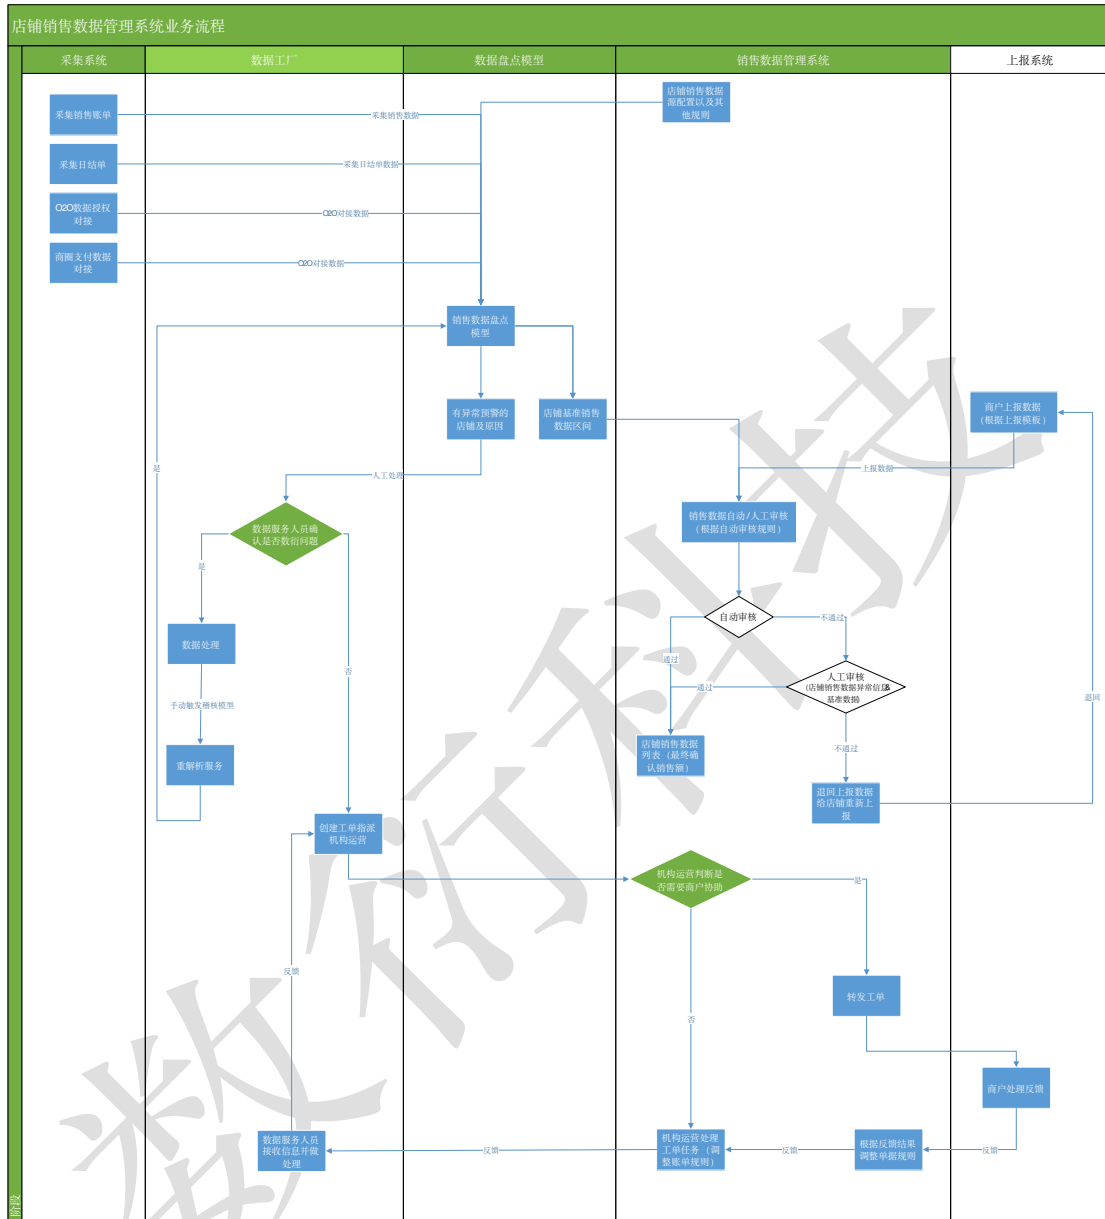 店铺销售数据管理系统业务流程
采集系统
数据工厂
数据盘点模型
销售数据管理系统
上报系统
采集销售账单
采集销售数据
店铺销售数据
源配置以及其
他规则
采集日结单
采集日结单数据
O2O数据授权
对接
O2O对接数据
商圈支付数据
对接
O2O对接数据
销售数据盘点
模型
有异常预警的
店铺及原因
店铺基准销售
数据区间
商户上报数据
(根据上报模板)
是
人工处理
上报数据
数据服务人员确
认是否数衍问题
销售数据自动/人工审核
(根据自动审核规则)
是
自动审核
不通过
数据处理
否
通过
人工审核
(店铺销售数据异常信息&
基准数据)
通过
退回
手动触发稽核模型
店铺销售数据
列表(最终确
认销售额)
不通过
重解析服务
退回上报数据
给店铺重新上
报
创建工单指派
机构运营
机构运营判断是
否需要商户协助
是
反馈
转发工单
否
商户处理反馈
数据服务人员
接收信息并做
处理
反馈
机构运营处理
工单任务(调
整账单规则)
反馈
根据反馈结果
调整单据规则
反馈
阶段
数衍科技